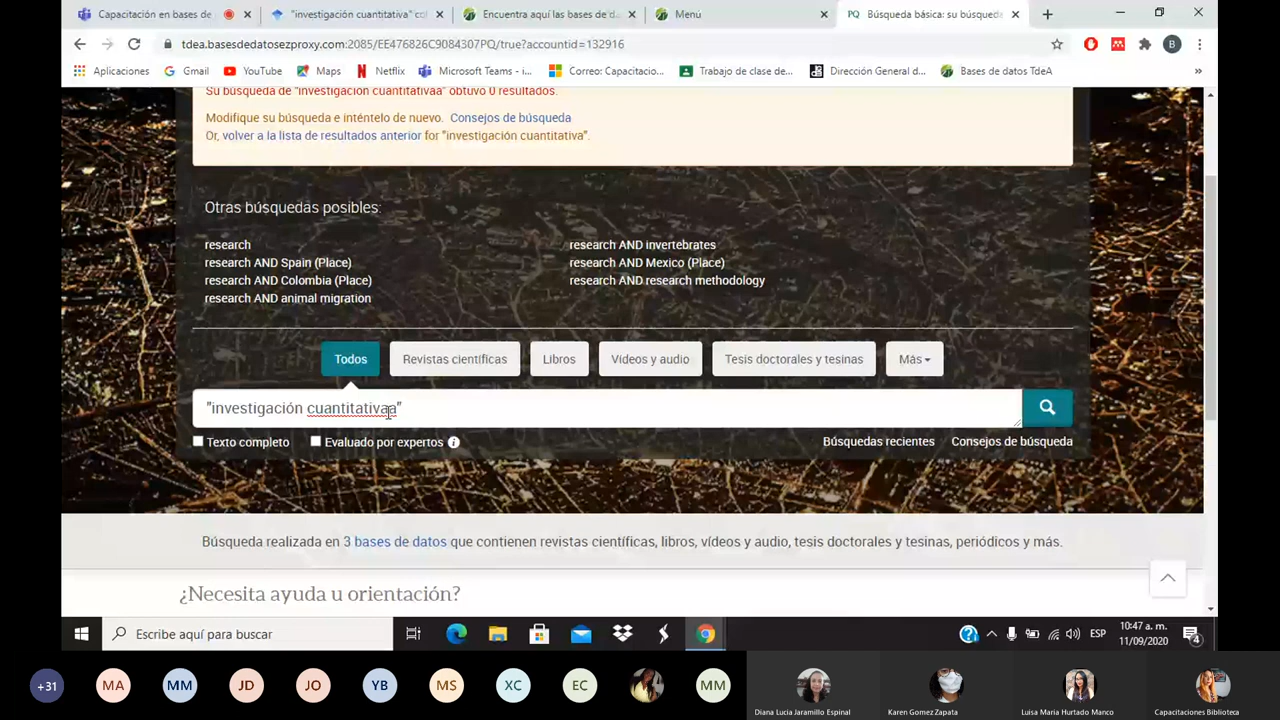 Capacitación en bases de
"investigación cuantitativa" col
Encuentra aquí las bases de da
Menú
PQ Búsqueda básica: su búsqueda
tdea.basesdedatosezproxy.com:2085/EE476826C9084307PQ/true?accountid=132916
B
Aplicaciones
Gmail
YouTube
Maps
Netflix
Microsoft Teams - i...
Correo: Capacitacio...
Trabajo de clase de...
Dirección General d...
Bases de datos TdeA
»
Su búsqueda de "investigación cuantitativaa" obtuvo 0 resultados.
Modifique su búsqueda e inténtelo de nuevo. Consejos de búsqueda
Or, volver a la lista de resultados anterior for "investigación cuantitativa".
Otras búsquedas posibles:
research
research AND invertebrates
research AND Spain (Place)
research AND Mexico (Place)
research AND Colombia (Place)
research AND research methodology
research AND animal migration
Todos
Revistas científicas
Libros
Vídeos y audio
Tesis doctorales y tesinas
Más
"investigación cuantitativaa"
Texto completo
Evaluado por expertos
Búsquedas recientes
Consejos de búsqueda
Búsqueda realizada en 3 bases de datos que contienen revistas científicas, libros, vídeos y audio, tesis doctorales y tesinas, periódicos y más.
¿Necesita ayuda u orientación?
Escribe aquí para buscar
ESP
10:47 a. m.
11/09/2020
4
+31
MA
MM
JD
JO
YB
MS
XC
EC
MM
Diana Lucia Jaramillo Espinal
Karen Gomez Zapata
Luisa Maria Hurtado Manco
Capacitaciones Biblioteca